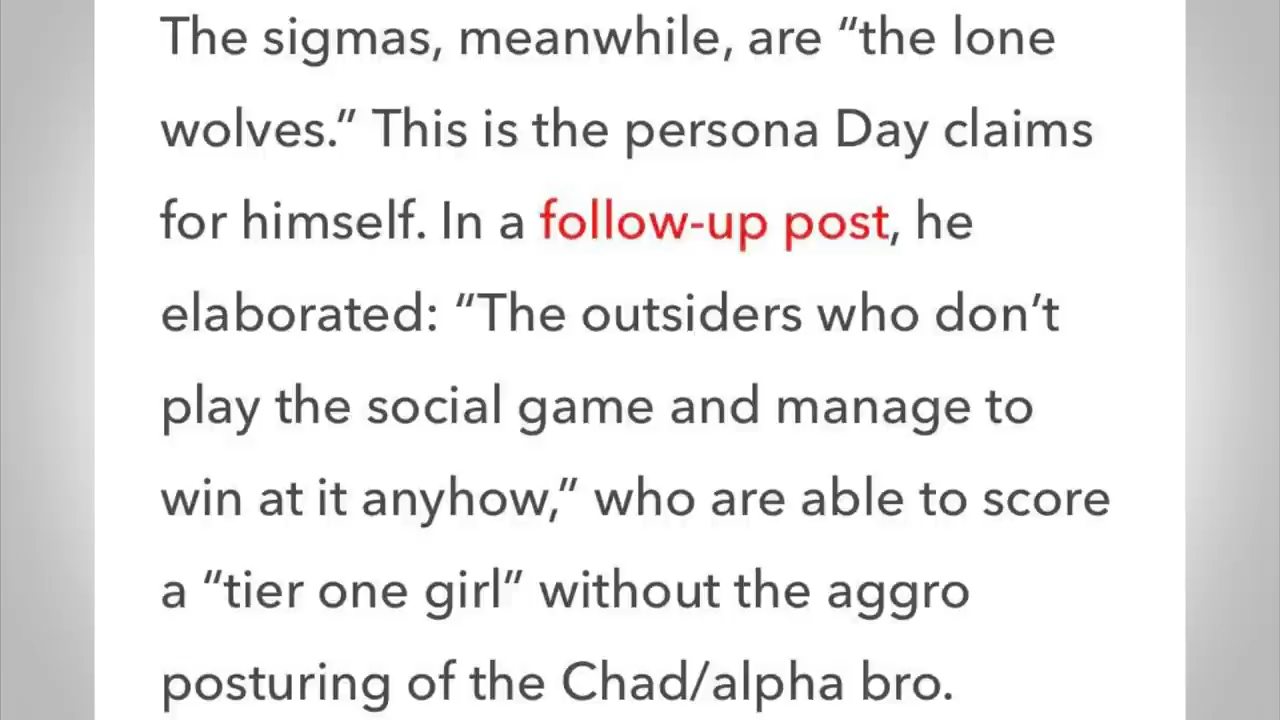 The sigmas, meanwhile, are “the lone
wolves.” This is the persona Day claims
for himself. In a follow-up post, he
elaborated: “The outsiders who don’t
play the social game and manage to
win at it anyhow,” who are able to score
a “tier one girl” without the aggro
posturing of the Chad/alpha bro.